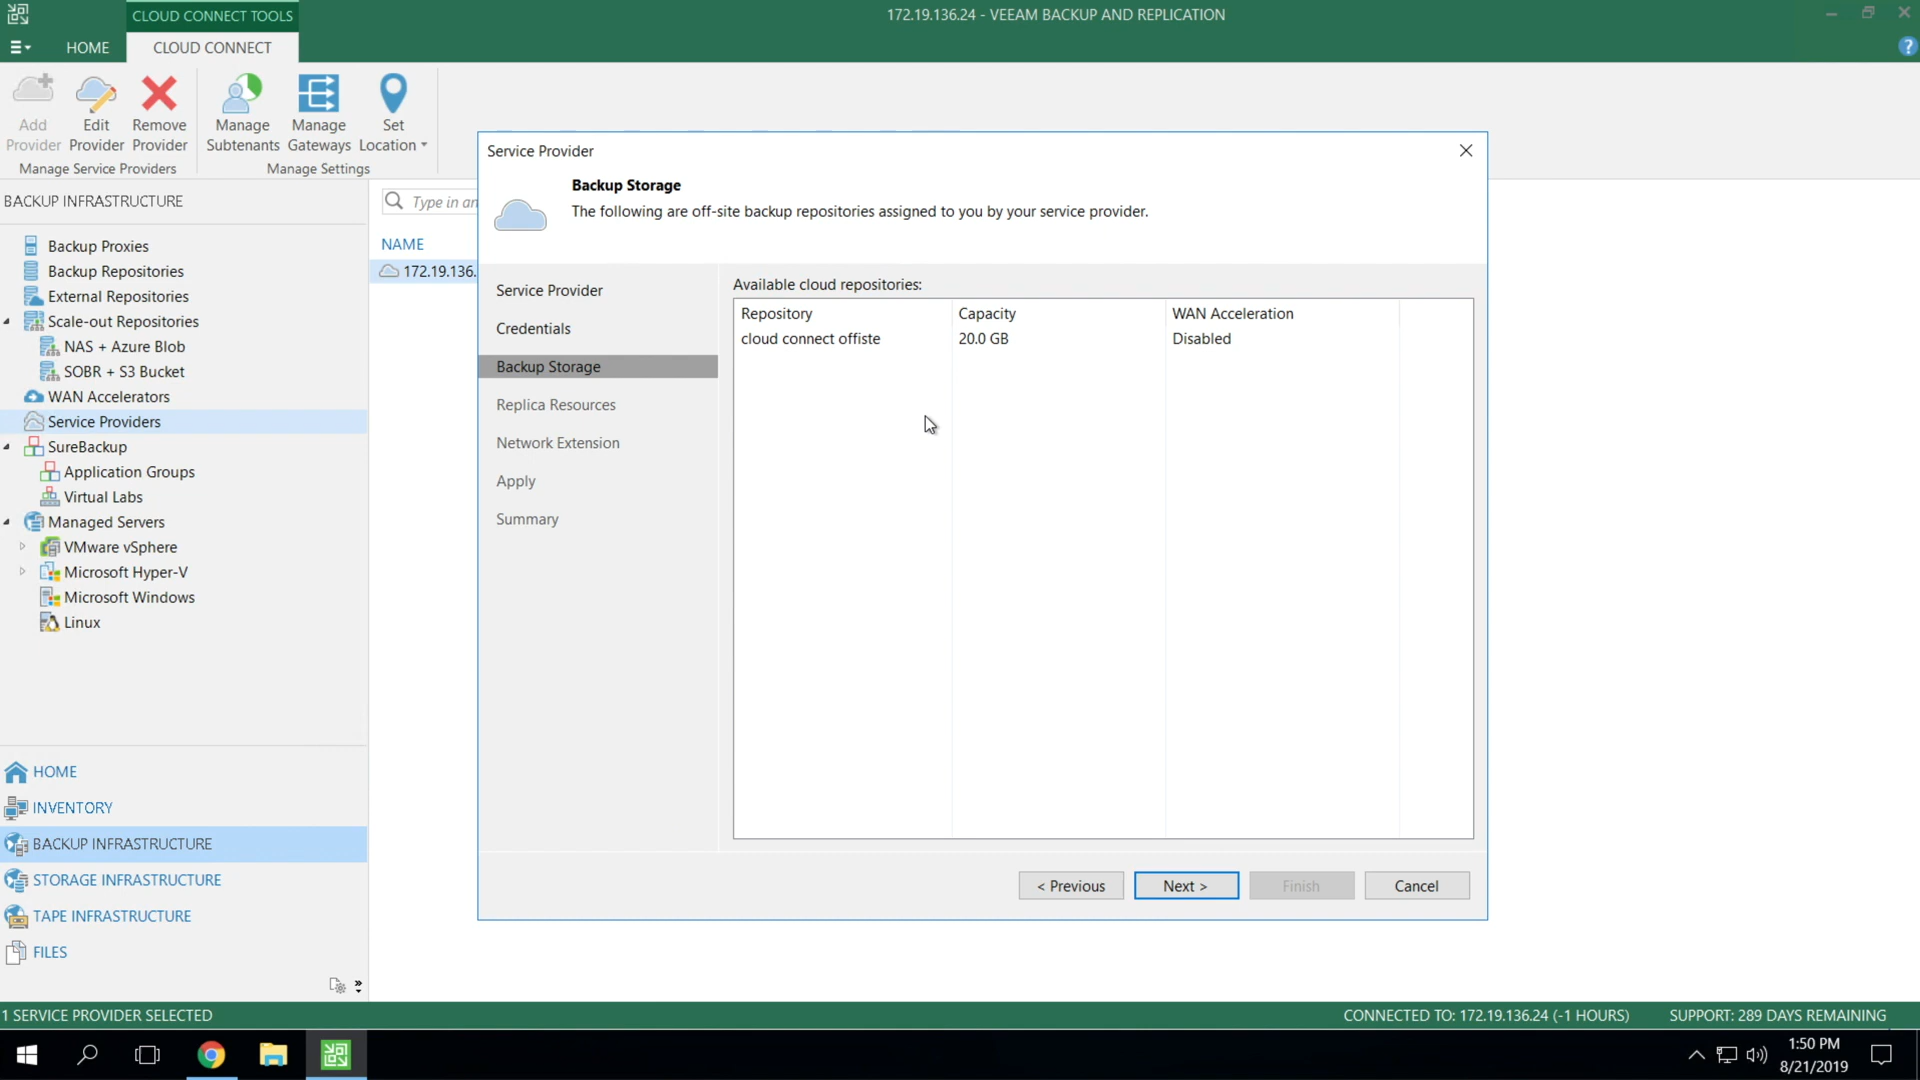 CLOUD CONNECT TOOLS
172.19.136.24 - VEEAM BACKUP AND REPLICATION
HOME
CLOUD CONNECT
Add Provider
Edit Provider
Remove Provider
Manage Subtenants
Manage Gateways
Set Location
Manage Service Providers
Manage Settings
BACKUP INFRASTRUCTURE
Backup Proxies
Backup Repositories
External Repositories
Scale-out Repositories
NAS + Azure Blob
SOBR + S3 Bucket
WAN Accelerators
Service Providers
SureBackup
Application Groups
Virtual Labs
Managed Servers
VMware vSphere
Microsoft Hyper-V
Microsoft Windows
Linux
HOME
INVENTORY
BACKUP INFRASTRUCTURE
STORAGE INFRASTRUCTURE
TAPE INFRASTRUCTURE
FILES
Type in an
NAME
172.19.136.
Service Provider
Backup Storage
The following are off-site backup repositories assigned to you by your service provider.
Service Provider
Credentials
Backup Storage
Replica Resources
Network Extension
Apply
Summary
Available cloud repositories:
Repository Capacity WAN Acceleration
cloud connect offiste 20.0 GB Disabled
< Previous
Next >
Finish
Cancel
1 SERVICE PROVIDER SELECTED
CONNECTED TO: 172.19.136.24 (-1 HOURS)
SUPPORT: 289 DAYS REMAINING
1:50 PM
8/21/2019